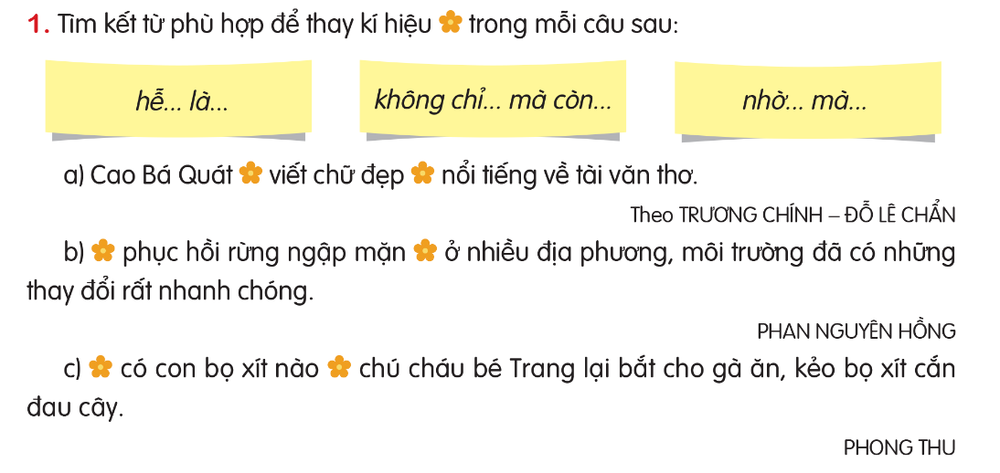 1. Tìm kết từ phù hợp để thay kí hiệu trong mỗi câu sau:
hễ... là...
không chỉ... mà còn...
nhờ... mà...
a) Cao Bá Quát viết chữ đẹp nổi tiếng về tài văn thơ.
Theo TRƯƠNG CHÍNH – ĐỖ LÊ CHẨN
b) phục hồi rừng ngập mặn ở nhiều địa phương, môi trường đã có những
thay đổi rất nhanh chóng.
PHAN NGUYÊN HỒNG
c) có con bọ xít nào chú cháu bé Trang lại bắt cho gà ăn, kẻo bọ xít cắn
đau cây.
PHONG THU